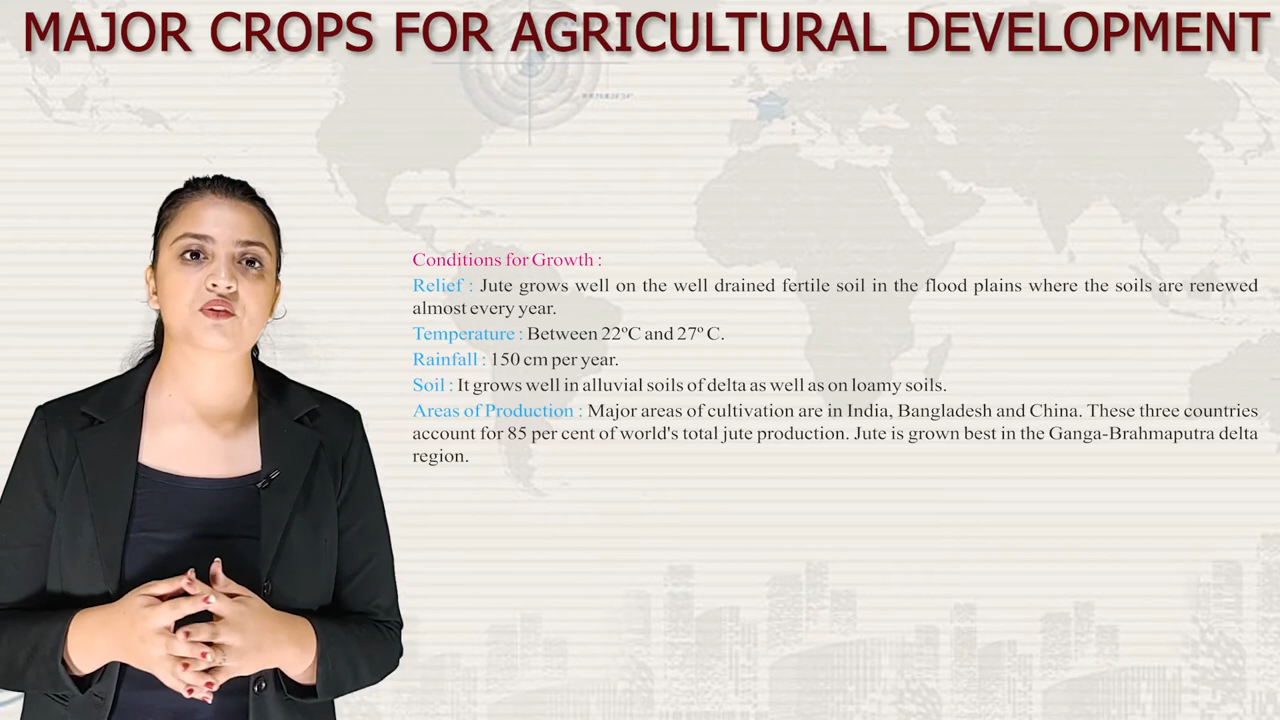 MAJOR CROPS FOR AGRICULTURAL DEVELOPMENT
Conditions for Growth :
Relief : Jute grows well on the well drained fertile soil in the flood plains where the soils are renewed
almost every year.
Temperature : Between 22ºC and 27º C.
Rainfall : 150 cm per year.
Soil : It grows well in alluvial soils of delta as well as on loamy soils.
Areas of Production : Major areas of cultivation are in India, Bangladesh and China. These three countries
account for 85 per cent of world's total jute production. Jute is grown best in the Ganga-Brahmaputra delta
region.